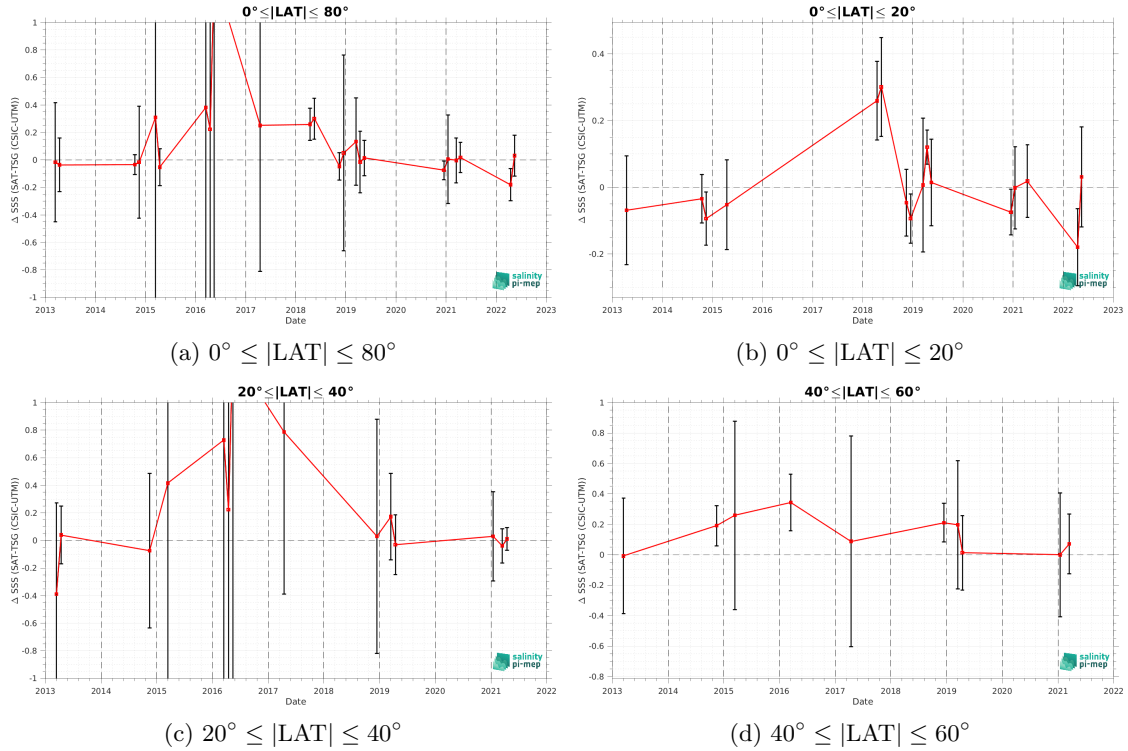 0°≤|LAT|≤ 80°
Δ SSS (SAT-TSG (CSIC-UTM))
1
0.8
0.6
0.4
0.2
0
-0.2
-0.4
-0.6
-0.8
-1
2013 2014 2015 2016 2017 2018 2019 2020 2021 2022 2023
Date
salinity
pi-mep
(a) 0° ≤ |LAT| ≤ 80°
0°≤|LAT|≤ 20°
Δ SSS (SAT-TSG (CSIC-UTM))
0.4
0.2
0
-0.2
2013 2014 2015 2016 2017 2018 2019 2020 2021 2022 2023
Date
salinity
pi-mep
(b) 0° ≤ |LAT| ≤ 20°
20°≤|LAT|≤ 40°
Δ SSS (SAT-TSG (CSIC-UTM))
1
0.8
0.6
0.4
0.2
0
-0.2
-0.4
-0.6
-0.8
-1
2013 2014 2015 2016 2017 2018 2019 2020 2021 2022
Date
salinity
pi-mep
(c) 20° ≤ |LAT| ≤ 40°
40°≤|LAT|≤ 60°
Δ SSS (SAT-TSG (CSIC-UTM))
1
0.8
0.6
0.4
0.2
0
-0.2
-0.4
-0.6
-0.8
2013 2014 2015 2016 2017 2018 2019 2020 2021 2022
Date
salinity
pi-mep
(d) 40° ≤ |LAT| ≤ 60°